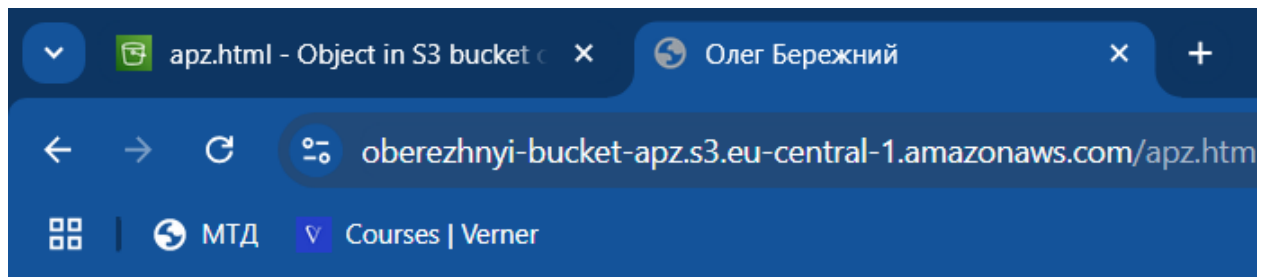 apz.html - Object in S3 bucket
Олег Бережний
oberezhnyi-bucket-apz.s3.eu-central-1.amazonaws.com/apz.htm
МТД
Courses | Verner